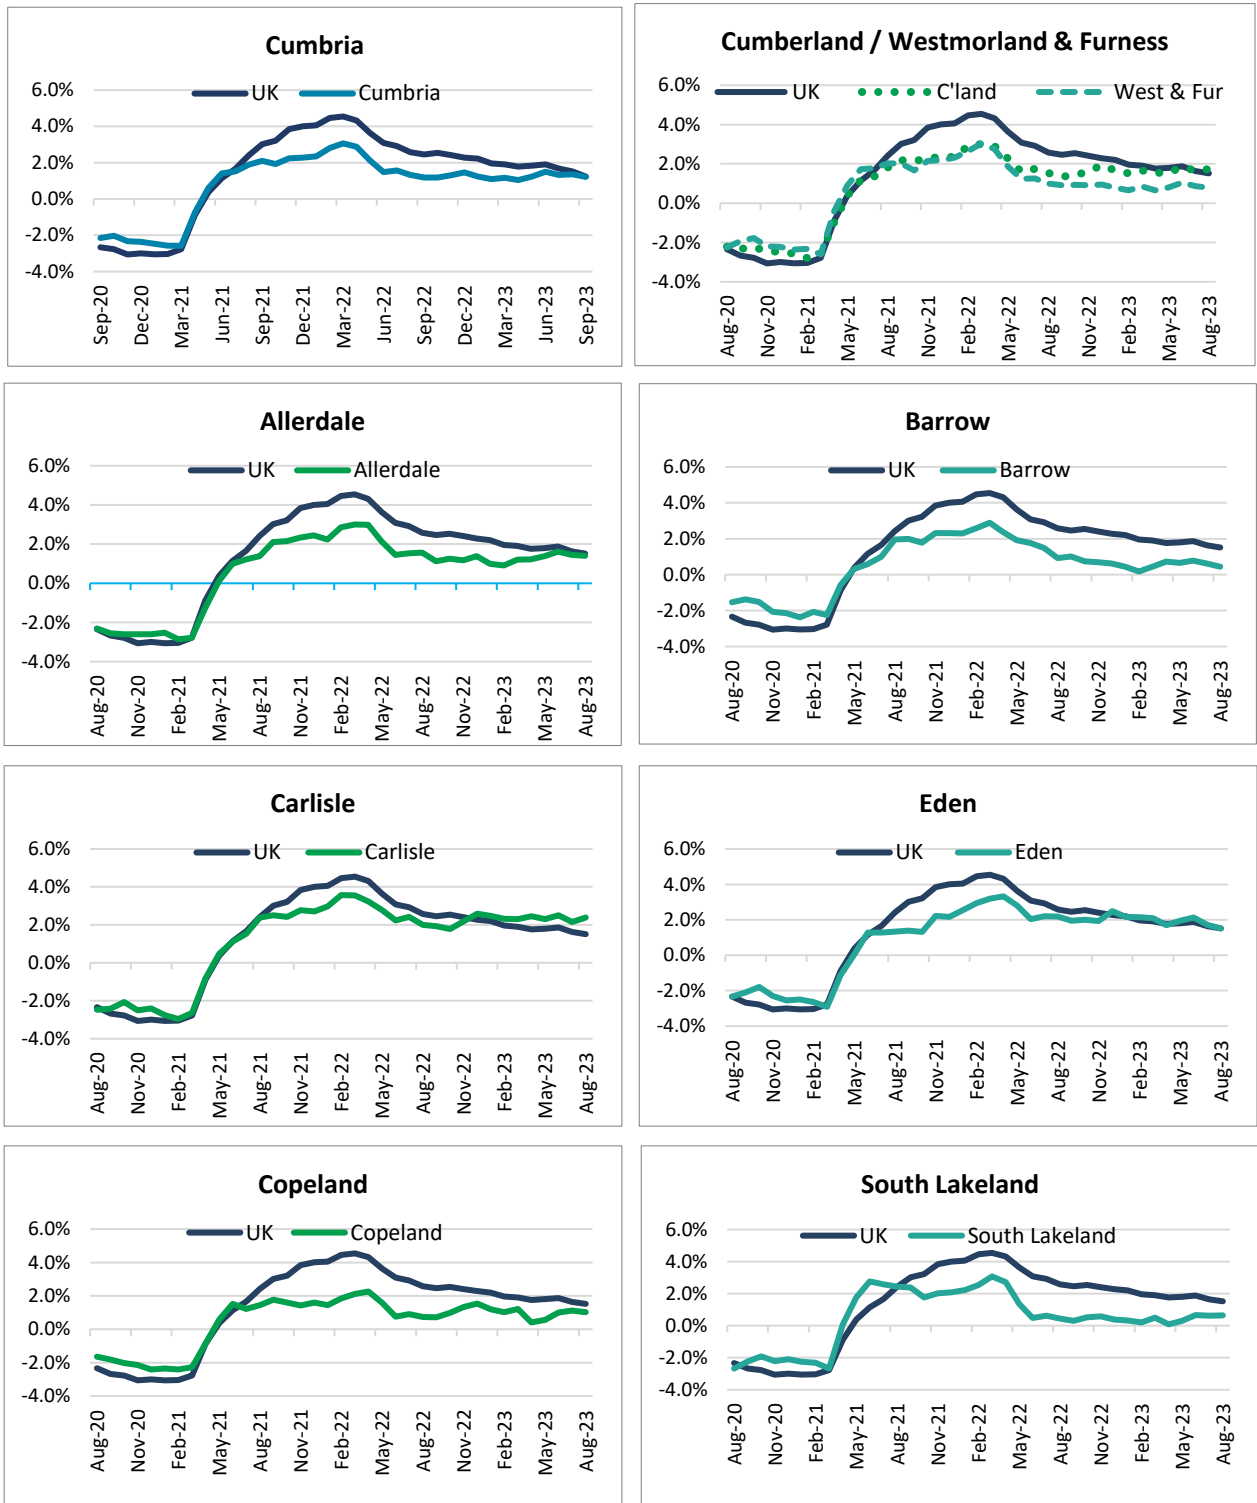 Cumbria
UK Cumbria
6.0%
4.0%
2.0%
0.0%
-2.0%
-4.0%
Sep-20 Dec-20 Mar-21 Jun-21 Sep-21 Dec-21 Mar-22 Jun-22 Sep-22 Dec-22 Mar-23 Jun-23 Sep-23
Cumberland / Westmorland & Furness
UK C'land West & Fur
6.0%
4.0%
2.0%
0.0%
-2.0%
-4.0%
Aug-20 Nov-20 Feb-21 May-21 Aug-21 Nov-21 Feb-22 May-22 Aug-22 Nov-22 Feb-23 May-23 Aug-23
Allerdale
UK Allerdale
6.0%
4.0%
2.0%
0.0%
-2.0%
-4.0%
Aug-20 Nov-20 Feb-21 May-21 Aug-21 Nov-21 Feb-22 May-22 Aug-22 Nov-22 Feb-23 May-23 Aug-23
Barrow
UK Barrow
6.0%
4.0%
2.0%
0.0%
-2.0%
-4.0%
Aug-20 Nov-20 Feb-21 May-21 Aug-21 Nov-21 Feb-22 May-22 Aug-22 Nov-22 Feb-23 May-23 Aug-23
Carlisle
UK Carlisle
6.0%
4.0%
2.0%
0.0%
-2.0%
-4.0%
Aug-20 Nov-20 Feb-21 May-21 Aug-21 Nov-21 Feb-22 May-22 Aug-22 Nov-22 Feb-23 May-23 Aug-23
Eden
UK Eden
6.0%
4.0%
2.0%
0.0%
-2.0%
-4.0%
Aug-20 Nov-20 Feb-21 May-21 Aug-21 Nov-21 Feb-22 May-22 Aug-22 Nov-22 Feb-23 May-23 Aug-23
Copeland
UK Copeland
6.0%
4.0%
2.0%
0.0%
-2.0%
-4.0%
Aug-20 Nov-20 Feb-21 May-21 Aug-21 Nov-21 Feb-22 May-22 Aug-22 Nov-22 Feb-23 May-23 Aug-23
South Lakeland
UK South Lakeland
6.0%
4.0%
2.0%
0.0%
-2.0%
-4.0%
Aug-20 Nov-20 Feb-21 May-21 Aug-21 Nov-21 Feb-22 May-22 Aug-22 Nov-22 Feb-23 May-23 Aug-23